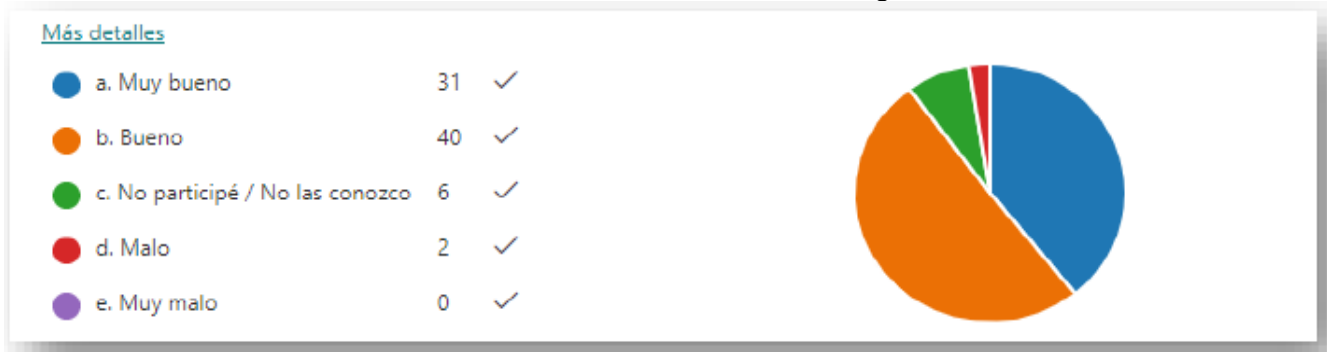 Más detalles
a. Muy bueno 31
b. Bueno 40
c. No participé / No las conozco 6
d. Malo 2
e. Muy malo 0